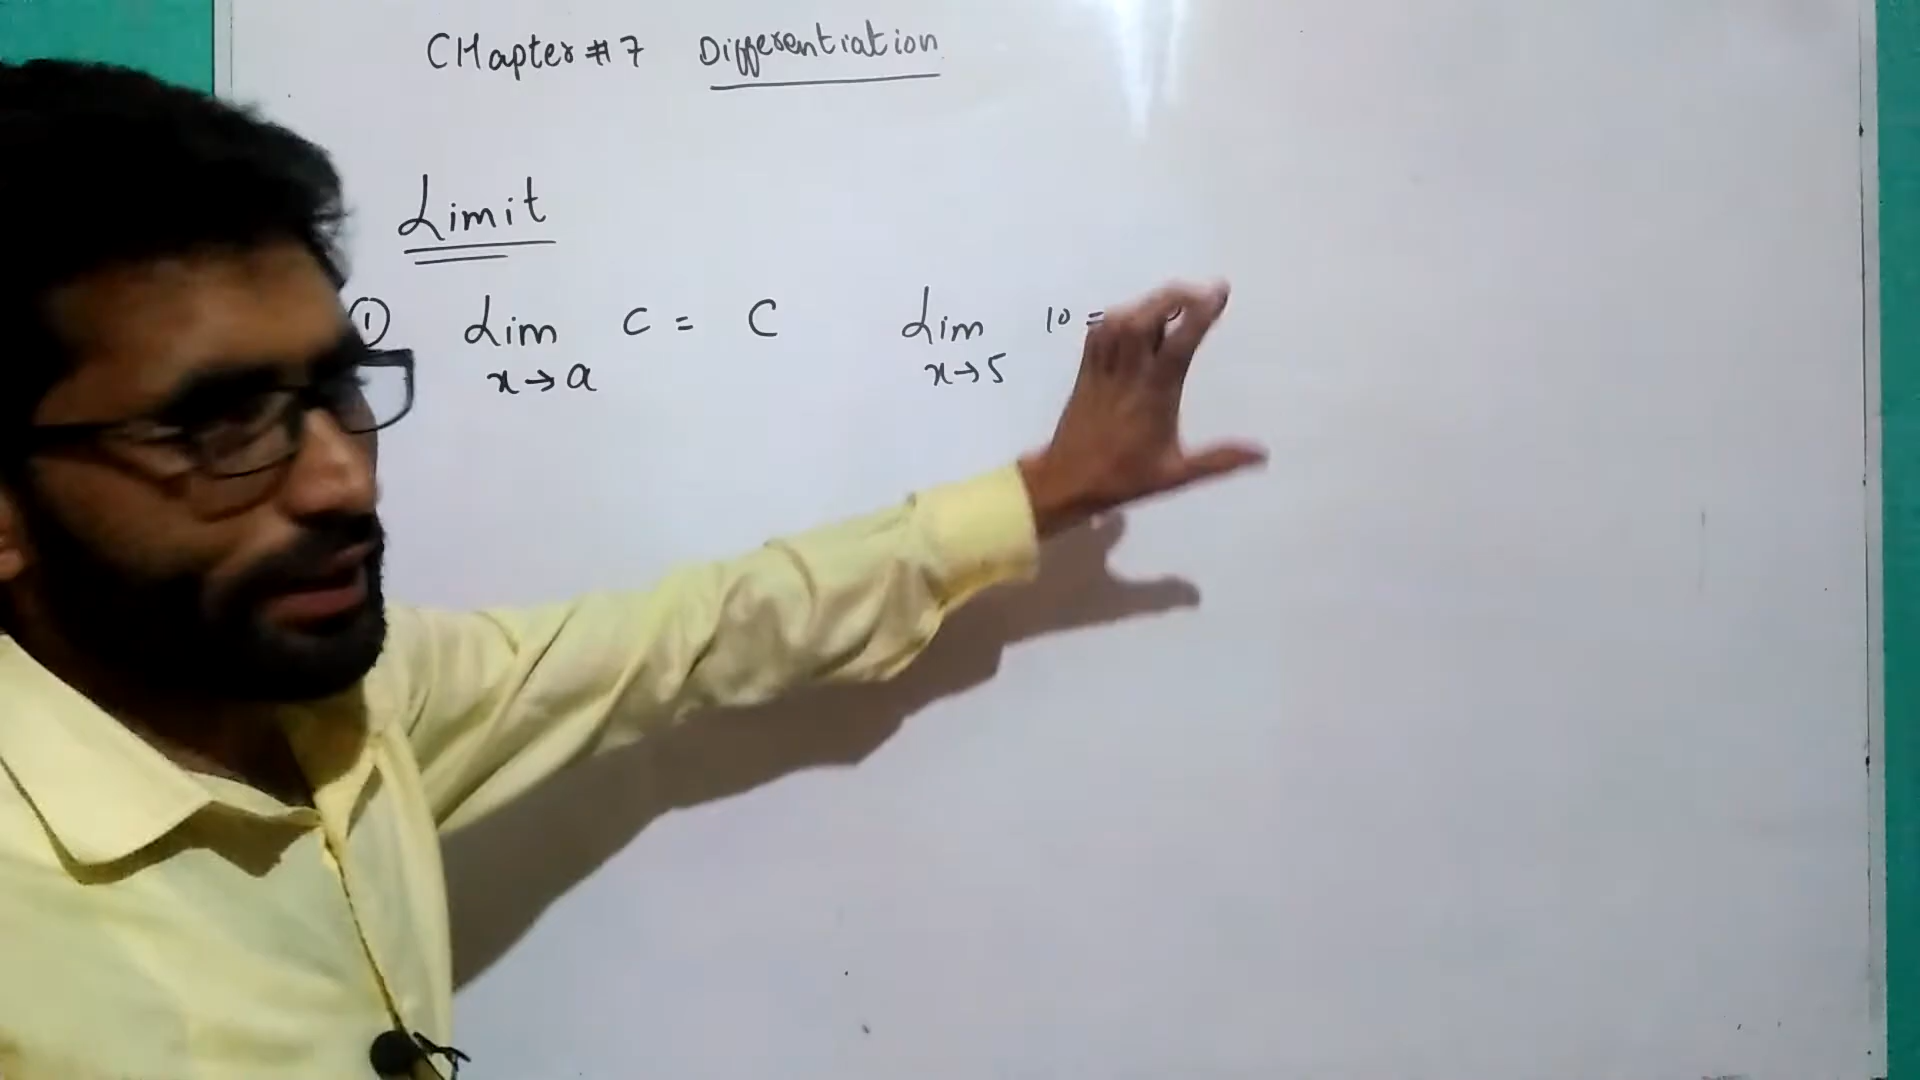 CHapter #7 Differentiation
Limit
① Lim c = C Lim 10 =
x→a x→5